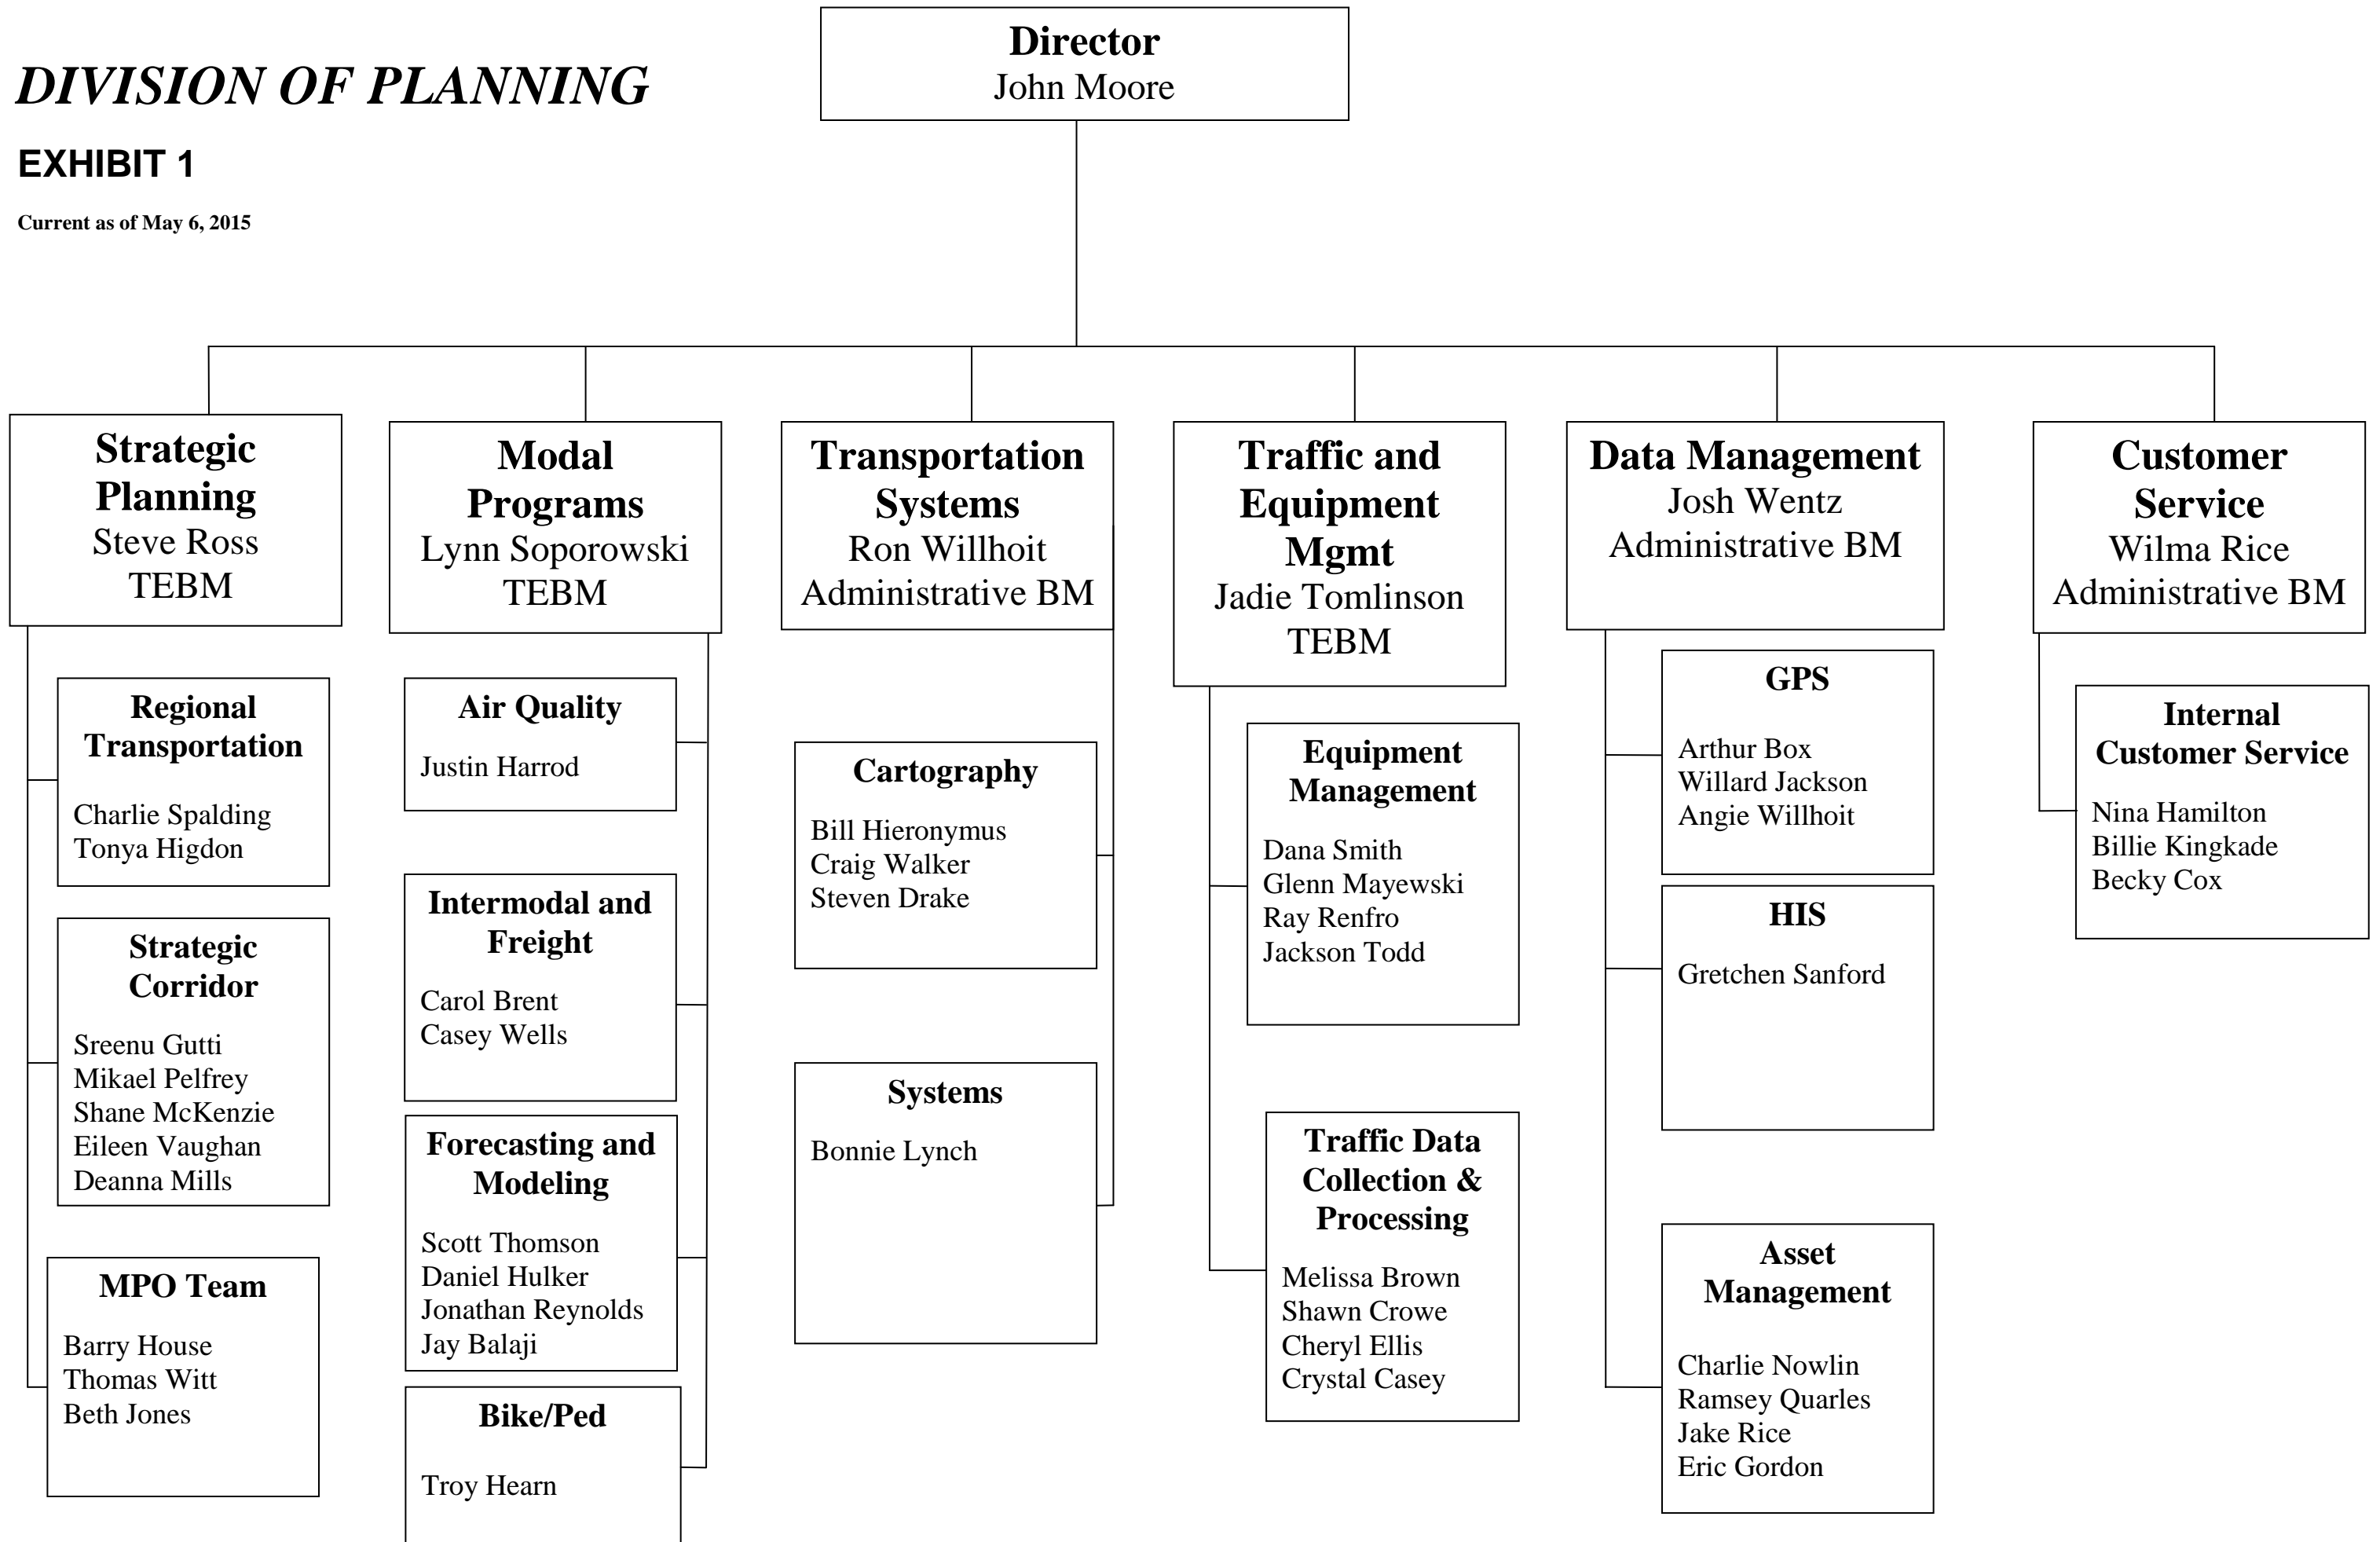 DIVISION OF PLANNING
EXHIBIT 1
Current as of May 6, 2015
Director
John Moore
Strategic
Planning
Steve Ross
TEBM
Regional
Transportation
Charlie Spalding
Tonya Higdon
Strategic
Corridor
Sreenu Gutti
Mikael Pelfrey
Shane McKenzie
Eileen Vaughan
Deanna Mills
MPO Team
Barry House
Thomas Witt
Beth Jones
Modal
Programs
Lynn Soporowski
TEBM
Air Quality
Justin Harrod
Intermodal and
Freight
Carol Brent
Casey Wells
Forecasting and
Modeling
Scott Thomson
Daniel Hulker
Jonathan Reynolds
Jay Balaji
Bike/Ped
Troy Hearn
Transportation
Systems
Ron Willhoit
Administrative BM
Cartography
Bill Hieronymus
Craig Walker
Steven Drake
Systems
Bonnie Lynch
Traffic and
Equipment
Mgmt
Jadie Tomlinson
TEBM
Equipment
Management
Dana Smith
Glenn Mayewski
Ray Renfro
Jackson Todd
Traffic Data
Collection &
Processing
Melissa Brown
Shawn Crowe
Cheryl Ellis
Crystal Casey
Data Management
Josh Wentz
Administrative BM
GPS
Arthur Box
Willard Jackson
Angie Willhoit
HIS
Gretchen Sanford
Asset
Management
Charlie Nowlin
Ramsey Quarles
Jake Rice
Eric Gordon
Customer
Service
Wilma Rice
Administrative BM
Internal
Customer Service
Nina Hamilton
Billie Kingkade
Becky Cox